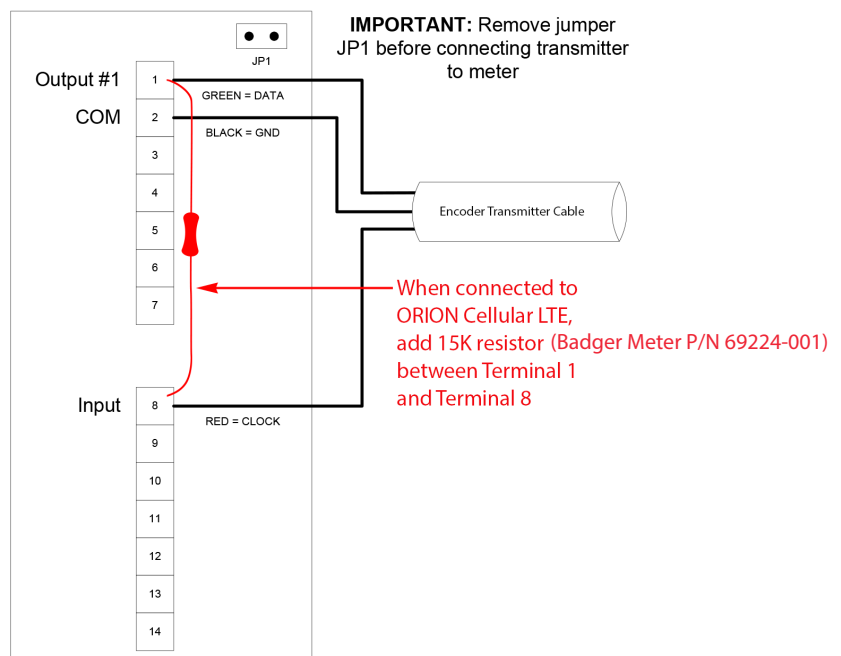 IMPORTANT: Remove jumper
JP1 before connecting transmitter
to meter
JP1
Output #1
1
GREEN = DATA
COM
2
BLACK = GND
3
4
5
6
7
Encoder Transmitter Cable
When connected to
ORION Cellular LTE,
add 15K resistor (Badger Meter P/N 69224-001)
between Terminal 1
and Terminal 8
Input
8
RED = CLOCK
9
10
11
12
13
14